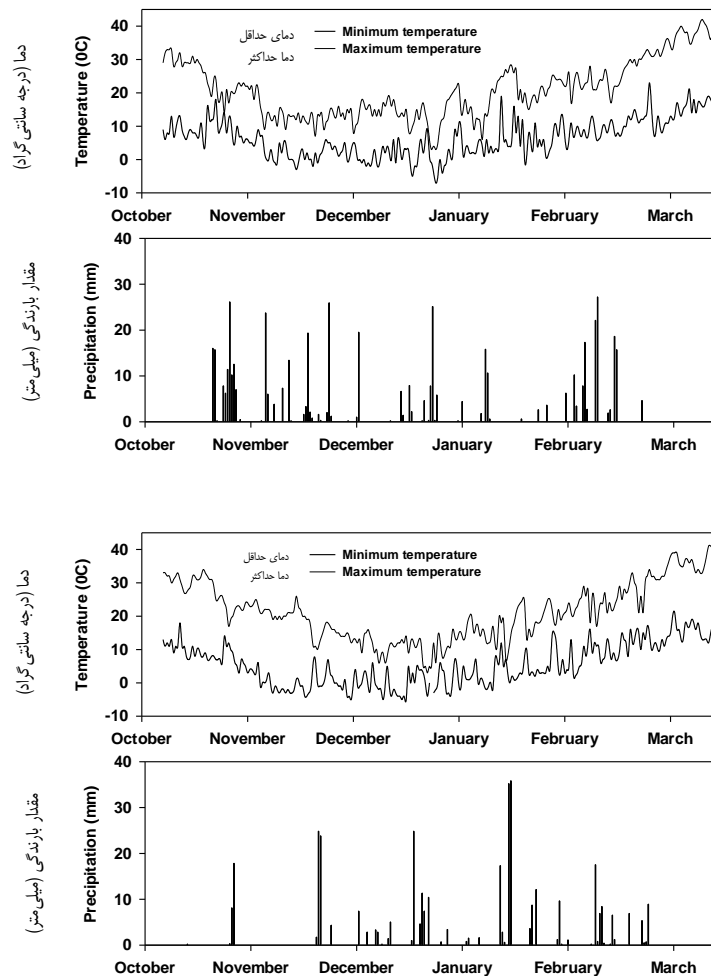 دما (درجه سانتی گراد)
Temperature (0C)
40
30
20
10
0
-10
دمای حداقل
دما حداکثر
Minimum temperature
Maximum temperature
October November December January February March
مقدار بارندگی (میلی‌متر)
Precipitation (mm)
40
30
20
10
0
October November December January February March
دما (درجه سانتی گراد)
Temperature (0C)
40
30
20
10
0
-10
دمای حداقل
دما حداکثر
Minimum temperature
Maximum temperature
October November December January February March
مقدار بارندگی (میلی‌متر)
Precipitation (mm)
40
30
20
10
0
October November December January February March